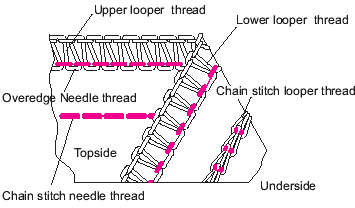 Upper looper thread
Lower looper thread
Overedge Needle thread
Chain stitch looper thread
Topside
Underside
Chain stitch needle thread